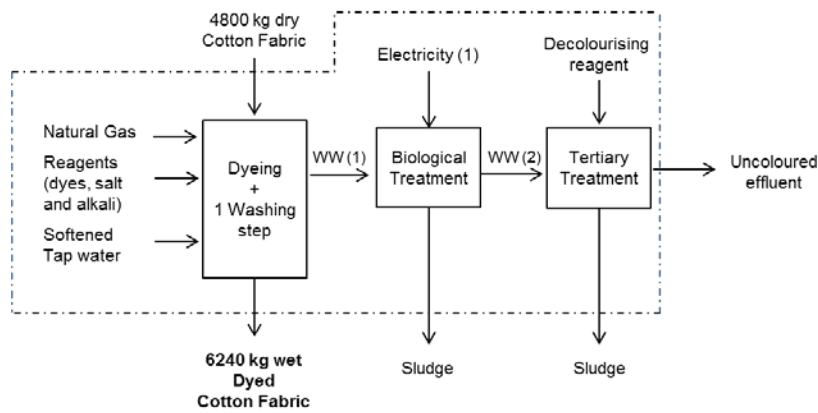 4800 kg dry
Cotton Fabric
Electricity (1)
Decolourising
reagent
Natural Gas
Reagents
(dyes, salt
and alkali)
Softened
Tap water
Dyeing
+
1 Washing
step
WW (1)
Biological
Treatment
WW (2)
Tertiary
Treatment
Uncoloured
effluent
6240 kg wet
Dyed
Cotton Fabric
Sludge
Sludge